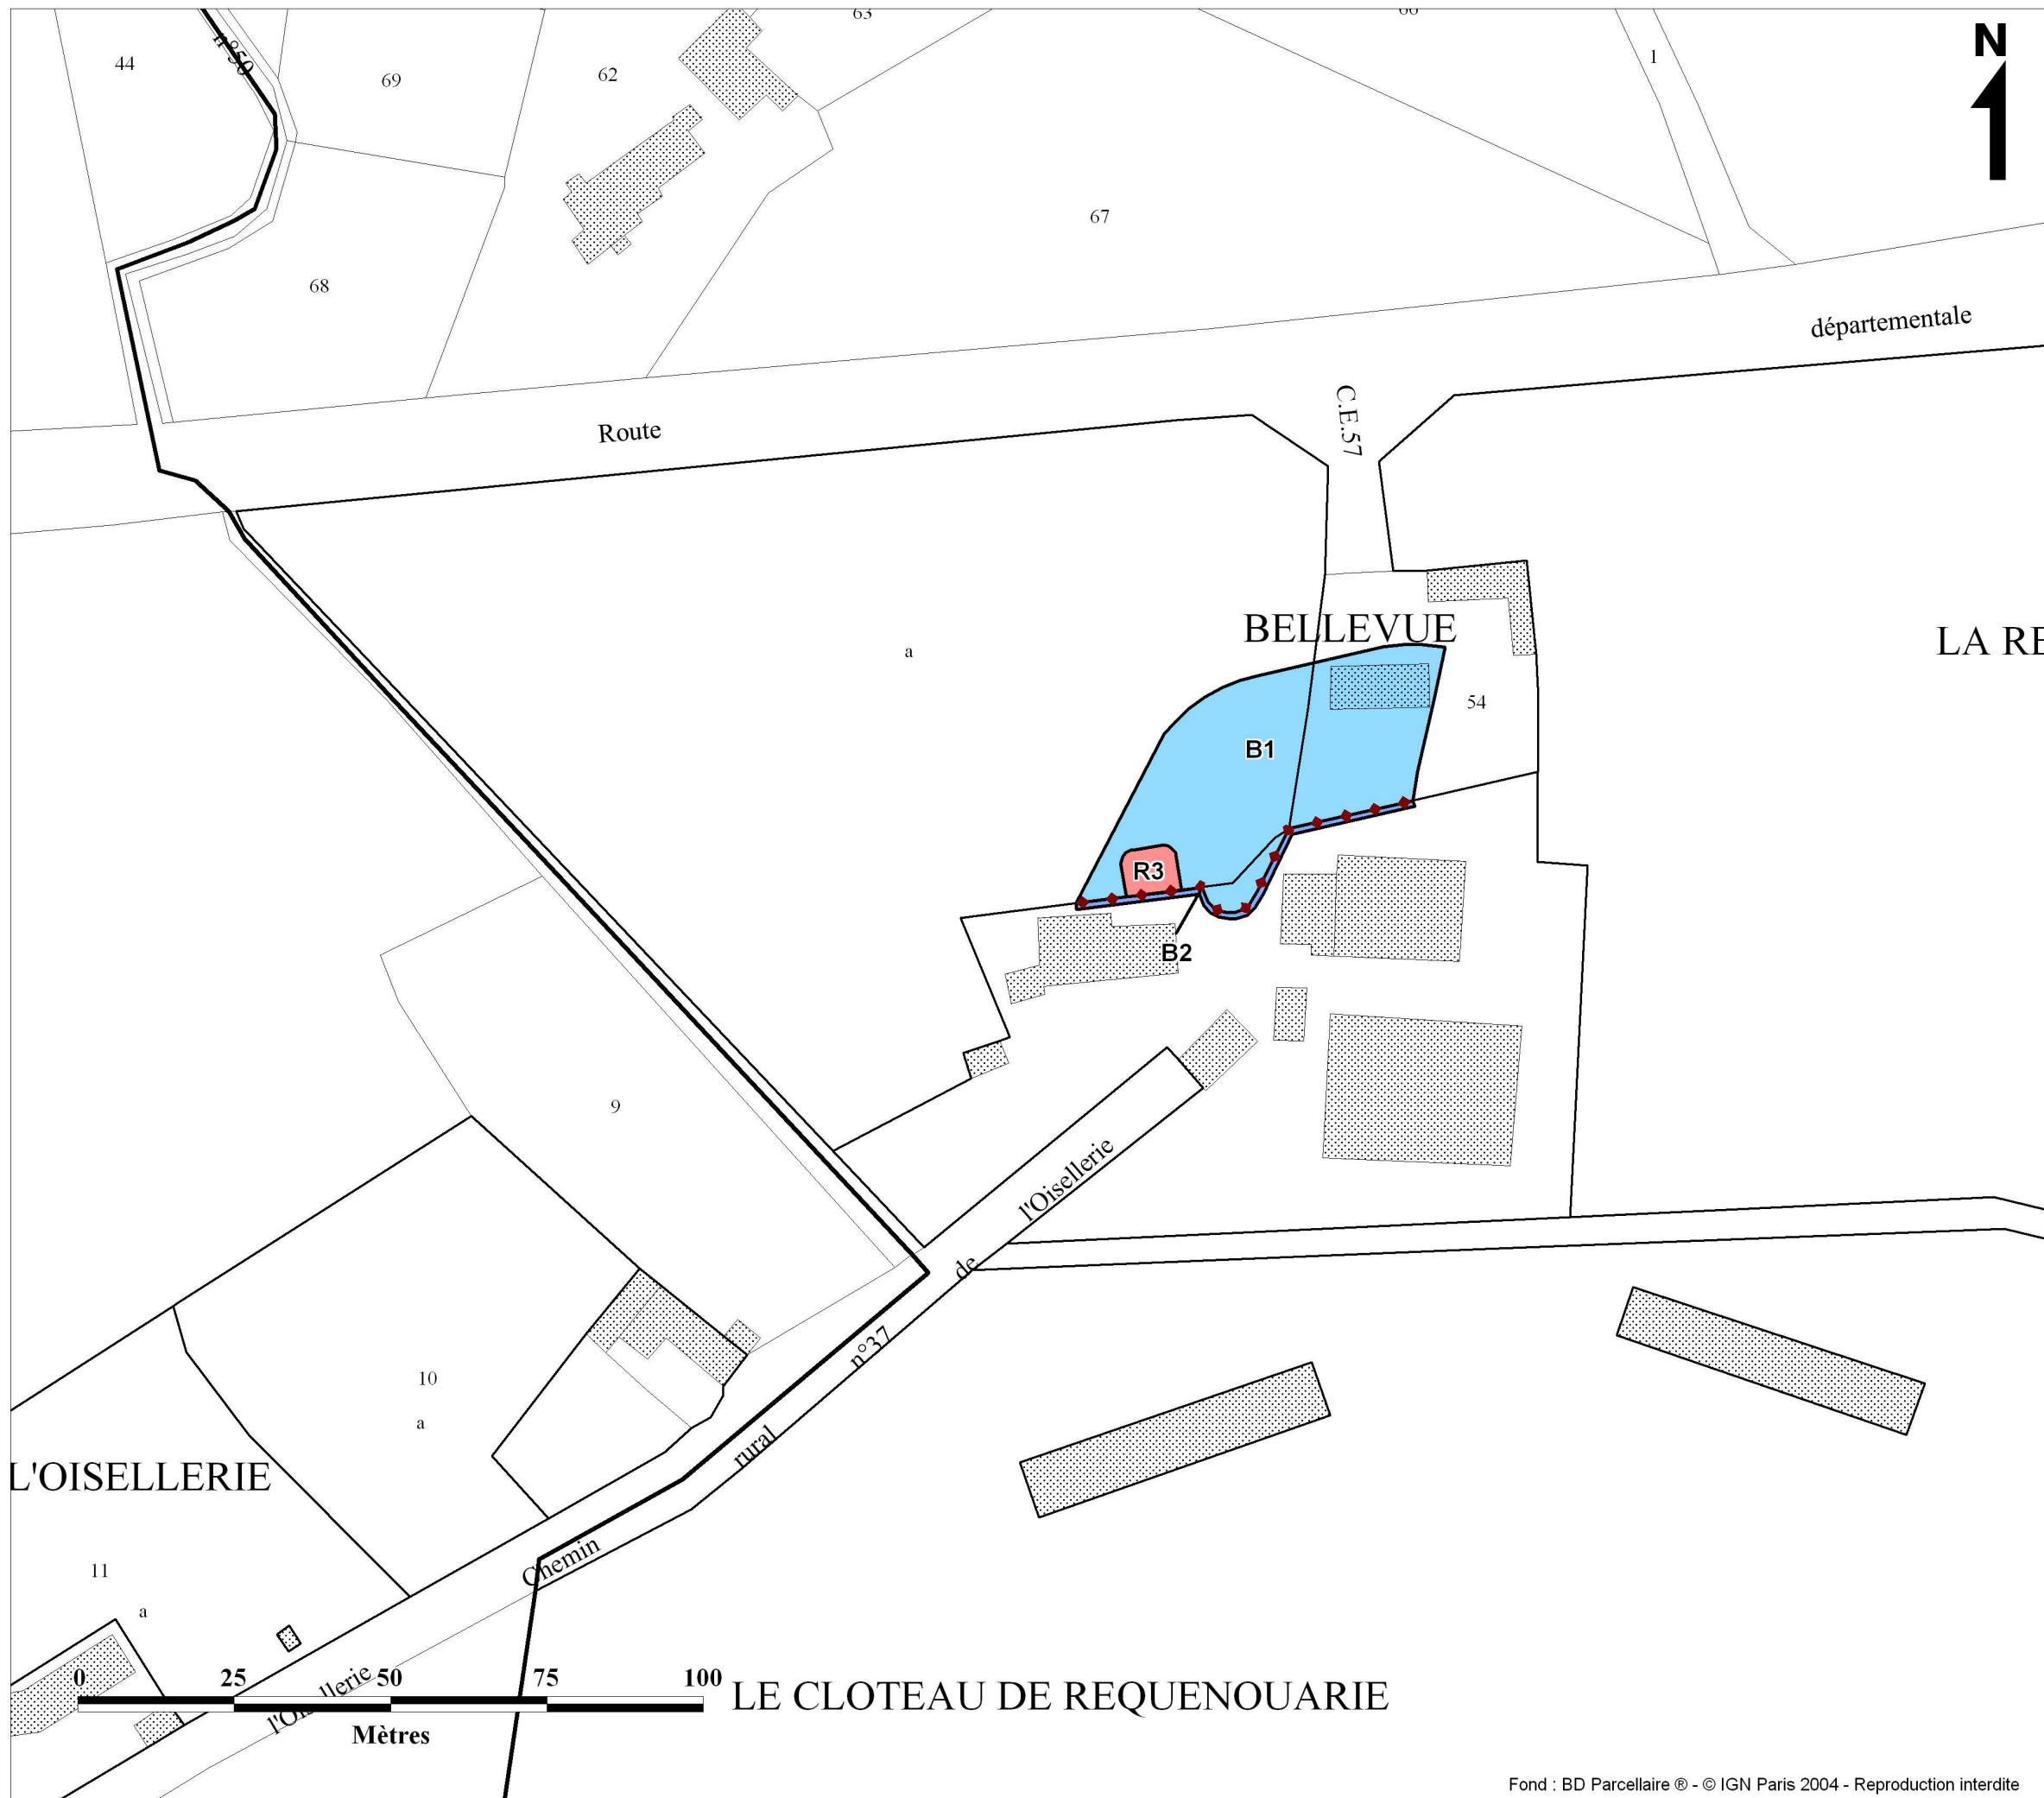 63
44
n°50
69
62
1
N
67
68
départementale
Route
C.E.57
BELLEVUE
LA RE
a
54
B1
R3
B2
9
l'Oisellerie
de
n°37
10
a
rural
L'OISELLERIE
Chemin
11
a
0 25 50 75 100
LE CLOTEAU DE REQUENOUARIE
Mètres
Fond : BD Parcellaire ® - © IGN Paris 2004 - Reproduction interdite